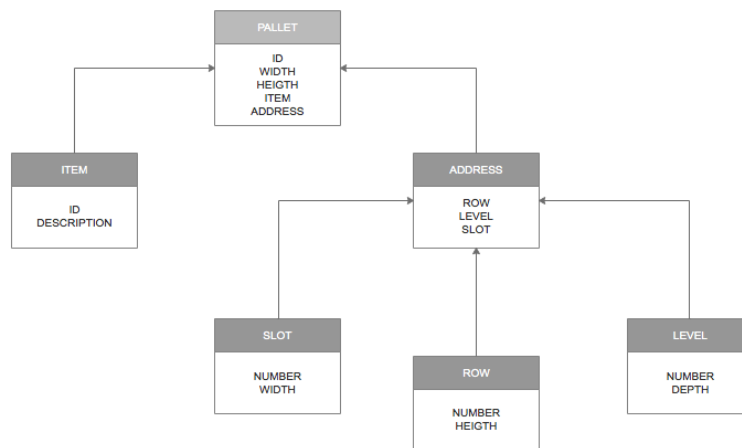 PALLET
ID
WIDTH
HEIGTH
ITEM
ADDRESS
ITEM
ID
DESCRIPTION
ADDRESS
ROW
LEVEL
SLOT
SLOT
NUMBER
WIDTH
ROW
NUMBER
HEIGTH
LEVEL
NUMBER
DEPTH